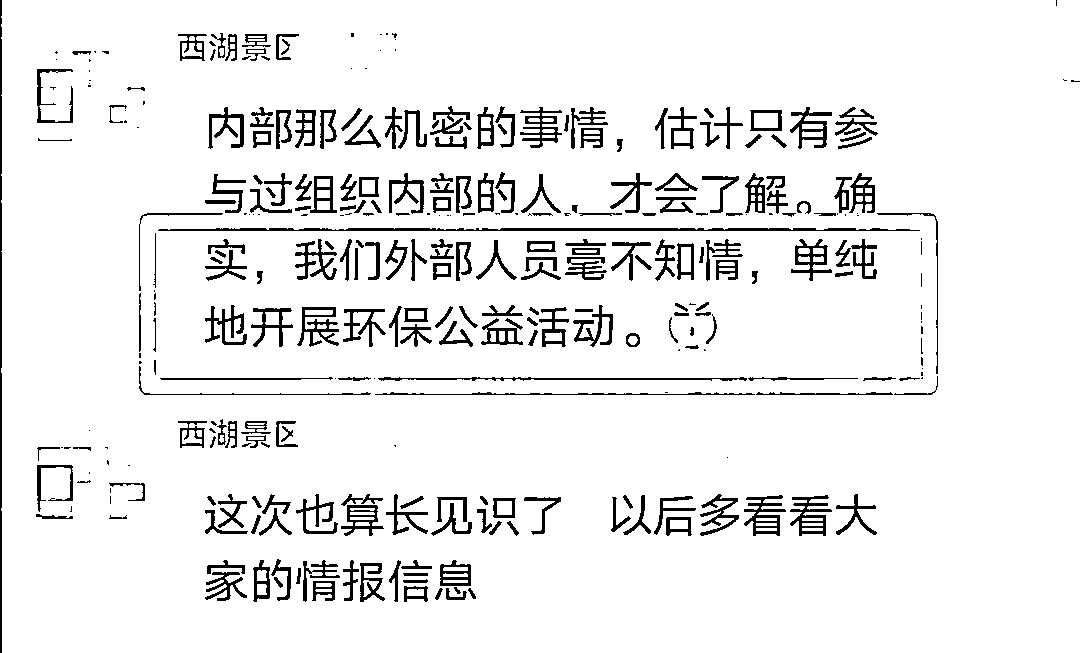 西湖景区
内部那么机密的事情，估计只有参
与过组织内部的人，才会了解。确
实，我们外部人员毫不知情，单纯
地开展环保公益活动。
西湖景区
这次也算长见识了 以后多看看大
家的情报信息